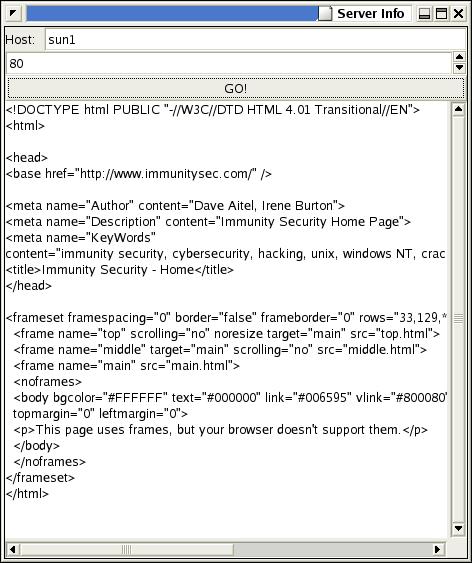 Server Info
Host: sun1
80
GO!
<!DOCTYPE html PUBLIC "-//W3C//DTD HTML 4.01 Transitional//EN">
<html>
<head>
<base href="http://www.immunitysec.com/" />
<meta name="Author" content="Dave Aitel, Irene Burton">
<meta name="Description" content="Immunity Security Home Page">
<meta name="KeyWords"
content="immunity security, cybersecurity, hacking, unix, windows NT, crac
<title>Immunity Security - Home</title>
</head>
<frameset framespacing="0" border="false" frameborder="0" rows="33,129,*
<frame name="top" scrolling="no" noresize target="main" src="top.html">
<frame name="middle" target="main" scrolling="no" src="middle.html">
<frame name="main" src="main.html">
<noframes>
<body bgcolor="#FFFFFF" text="#000000" link="#006595" vlink="#800080"
topmargin="0" leftmargin="0">
<p>This page uses frames, but your browser doesn't support them.</p>
</body>
</noframes>
</frameset>
</html>